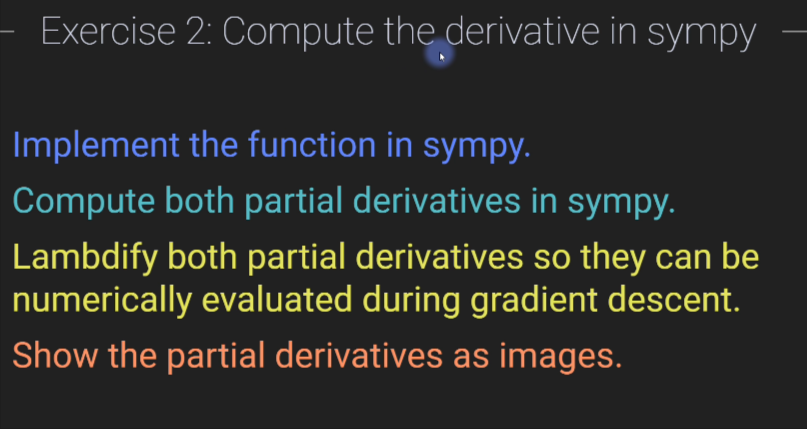 Exercise 2: Compute the derivative in sympy
Implement the function in sympy.
Compute both partial derivatives in sympy.
Lambdify both partial derivatives so they can be
numerically evaluated during gradient descent.
Show the partial derivatives as images.